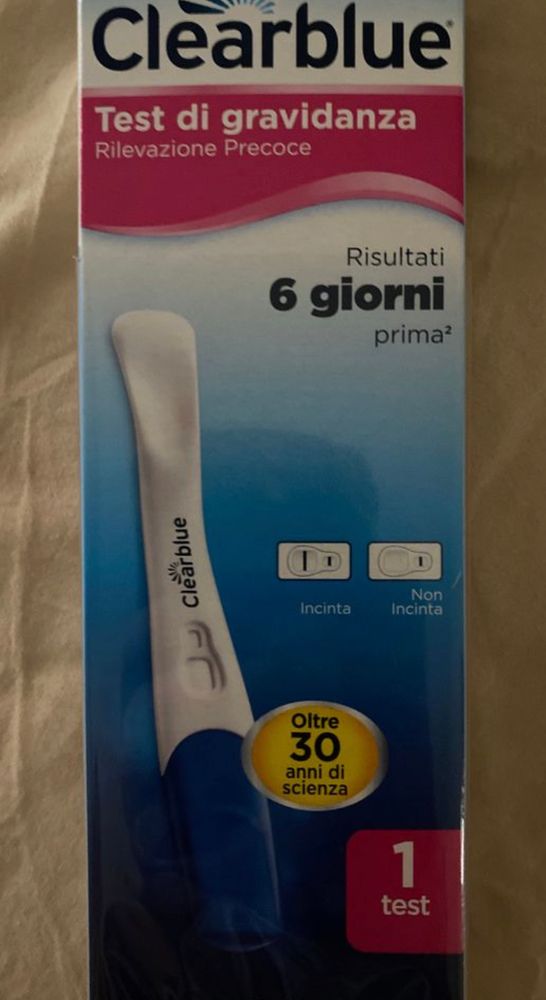 Clearblue®
Test di gravidanza
Rilevazione Precoce
Risultati
6 giorni
prima²
Clearblue
Incinta
Non
Incinta
Oltre
30
anni di
scienza
1
test